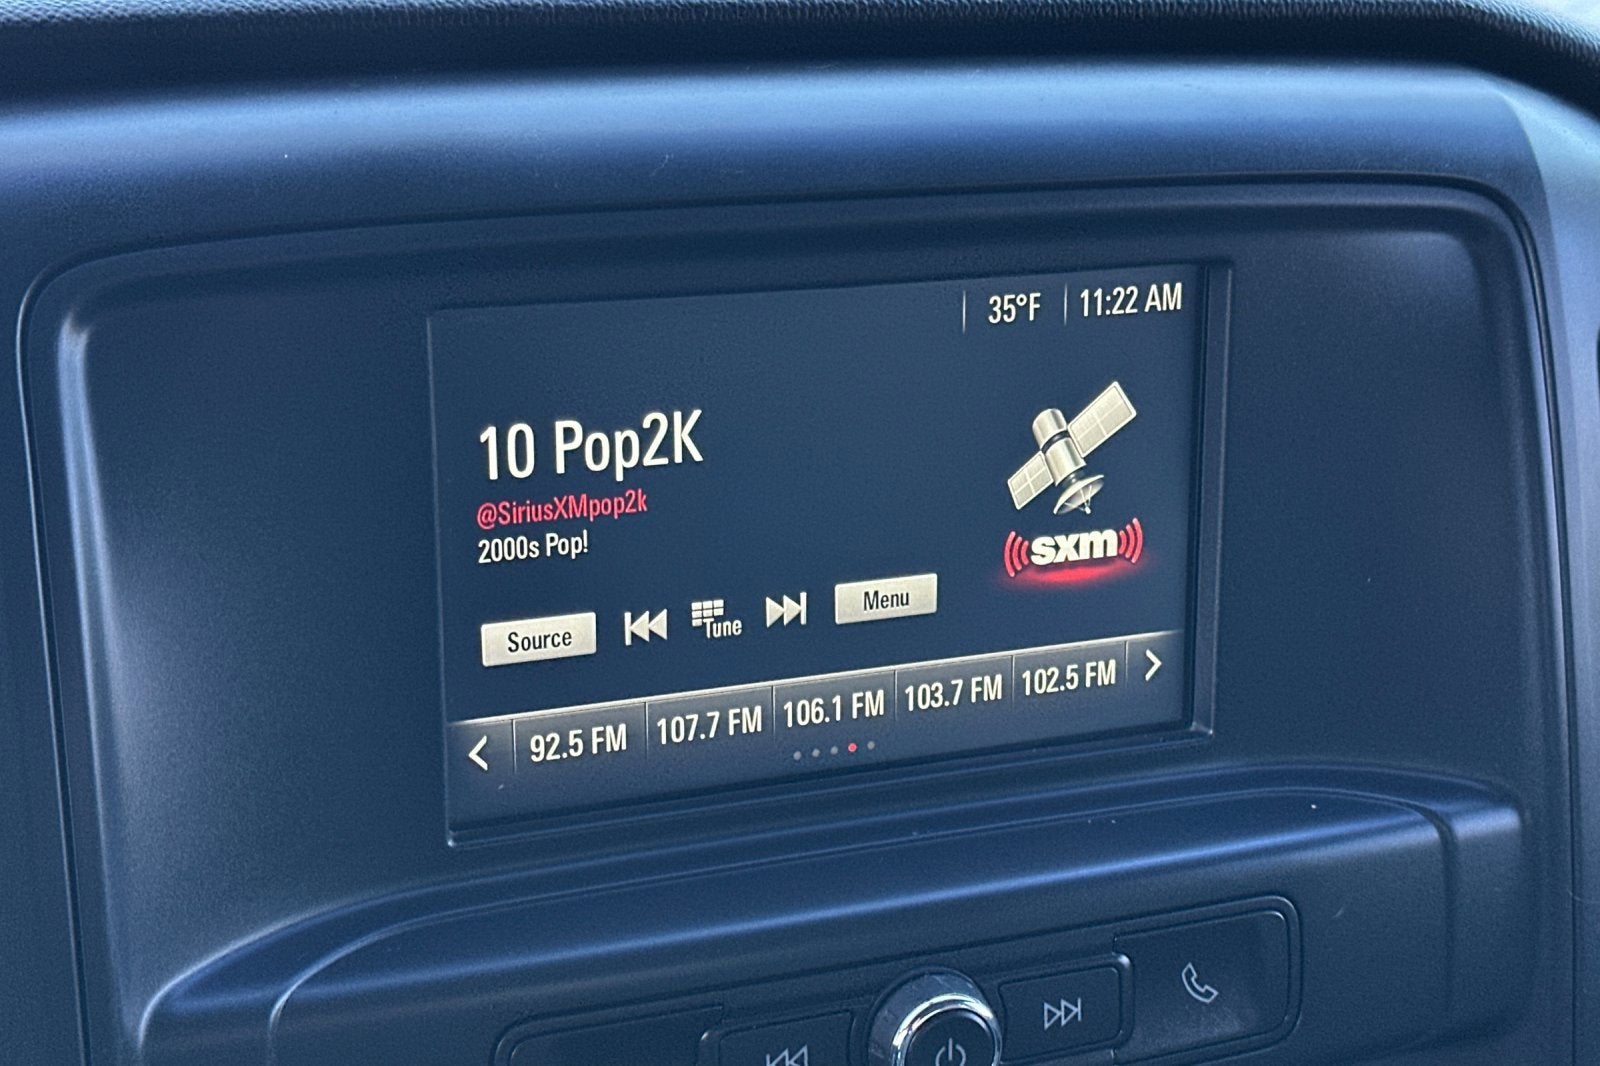 35°F 11:22 AM
10 Pop2K
@SiriusXMpop2k
2000s Pop!
sxm
Source Tune Menu
92.5 FM 107.7 FM 106.1 FM 103.7 FM 102.5 FM